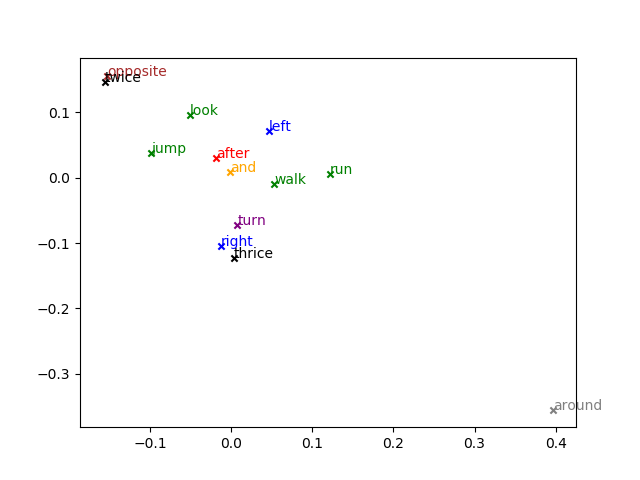 opposite
twice
look
left
jump
after
and
run
walk
turn
right
thrice
around
0.1
0.0
−0.1
−0.2
−0.3
−0.1
0.0
0.1
0.2
0.3
0.4